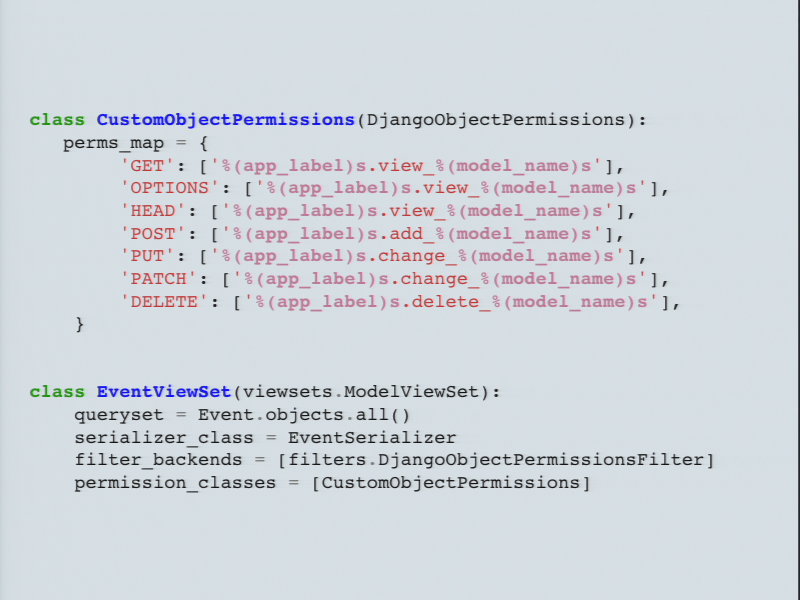 class CustomObjectPermissions(DjangoObjectPermissions):
perms_map = {
'GET': ['%(app_label)s.view_%(model_name)s'],
'OPTIONS': ['%(app_label)s.view_%(model_name)s'],
'HEAD': ['%(app_label)s.view_%(model_name)s'],
'POST': ['%(app_label)s.add_%(model_name)s'],
'PUT': ['%(app_label)s.change_%(model_name)s'],
'PATCH': ['%(app_label)s.change_%(model_name)s'],
'DELETE': ['%(app_label)s.delete_%(model_name)s'],
}
class EventViewSet(viewsets.ModelViewSet):
queryset = Event.objects.all()
serializer_class = EventSerializer
filter_backends = [filters.DjangoObjectPermissionsFilter]
permission_classes = [CustomObjectPermissions]